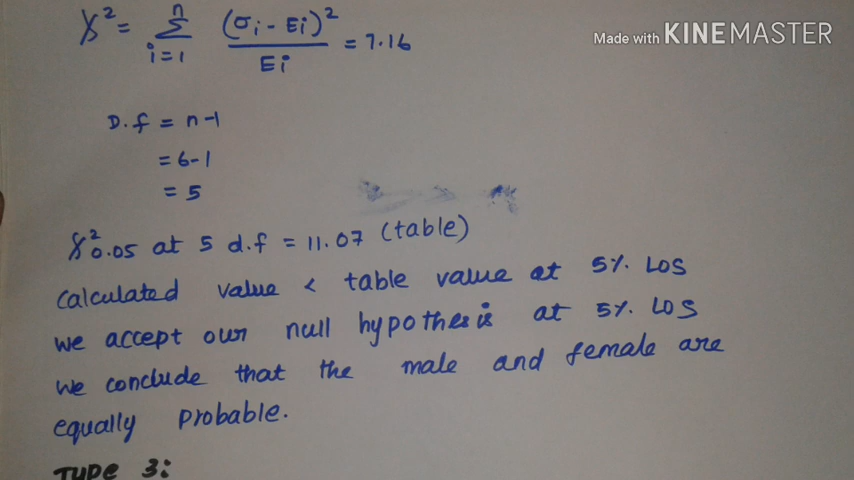 χ² = Σ (i=1 to n) (σi - Ei)² / Ei = 7.16
Made with KINEMASTER
D.f = n-1
= 6-1
= 5
χ²0.05 at 5 d.f = 11.07 (table)
calculated value < table value at 5%. LOS
we accept our null hypothesis at 5%. LOS
we conclude that the male and female are
equally probable.
TYPE 3: